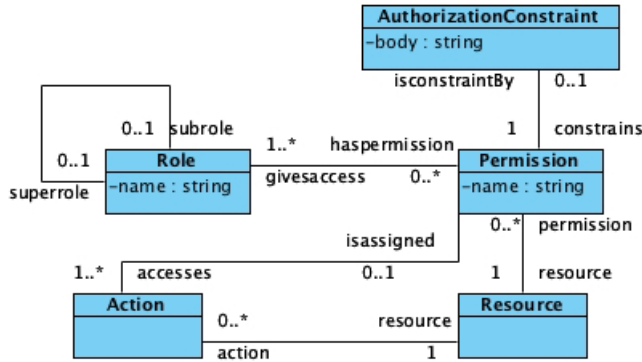 AuthorizationConstraint
-body : string
isconstraintBy 0..1
0..1 subrole
1..* haspermission
1 constrains
0..1
superrole
Role
-name : string
givesaccess 0..*
Permission
-name : string
isassigned
0..* permission
1..* accesses
0..1
1 resource
Action
0..* resource
action 1
Resource